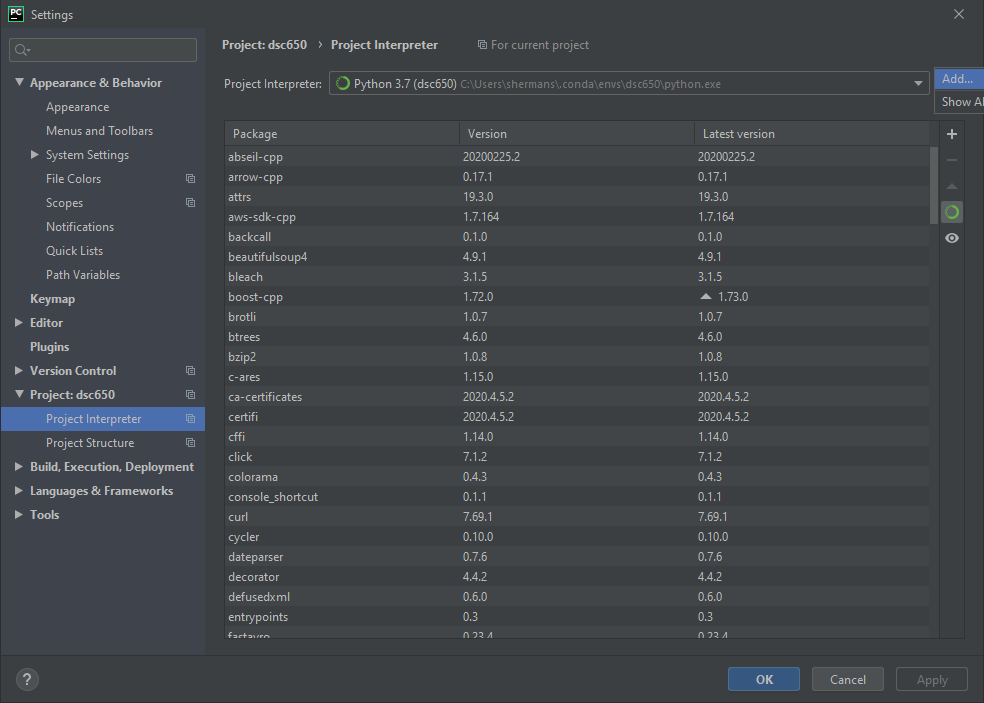 PC Settings
Project: dsc650 › Project Interpreter For current project
Project Interpreter: Python 3.7 (dsc650) C:\Users\shermans\.conda\envs\dsc650\python.exe
Add...
Show Al
Appearance & Behavior
Appearance
Menus and Toolbars
System Settings
File Colors
Scopes
Notifications
Quick Lists
Path Variables
Keymap
Editor
Plugins
Version Control
Project: dsc650
Project Interpreter
Project Structure
Build, Execution, Deployment
Languages & Frameworks
Tools
Package Version Latest version
abseil-cpp 20200225.2 20200225.2
arrow-cpp 0.17.1 0.17.1
attrs 19.3.0 19.3.0
aws-sdk-cpp 1.7.164 1.7.164
backcall 0.1.0 0.1.0
beautifulsoup4 4.9.1 4.9.1
bleach 3.1.5 3.1.5
boost-cpp 1.72.0 1.73.0
brotli 1.0.7 1.0.7
btrees 4.6.0 4.6.0
bzip2 1.0.8 1.0.8
c-ares 1.15.0 1.15.0
ca-certificates 2020.4.5.2 2020.4.5.2
certifi 2020.4.5.2 2020.4.5.2
cffi 1.14.0 1.14.0
click 7.1.2 7.1.2
colorama 0.4.3 0.4.3
console_shortcut 0.1.1 0.1.1
curl 7.69.1 7.69.1
cycler 0.10.0 0.10.0
dateparser 0.7.6 0.7.6
decorator 4.4.2 4.4.2
defusedxml 0.6.0 0.6.0
entrypoints 0.3 0.3
fastavro 0.23.4 0.23.4
? OK Cancel Apply